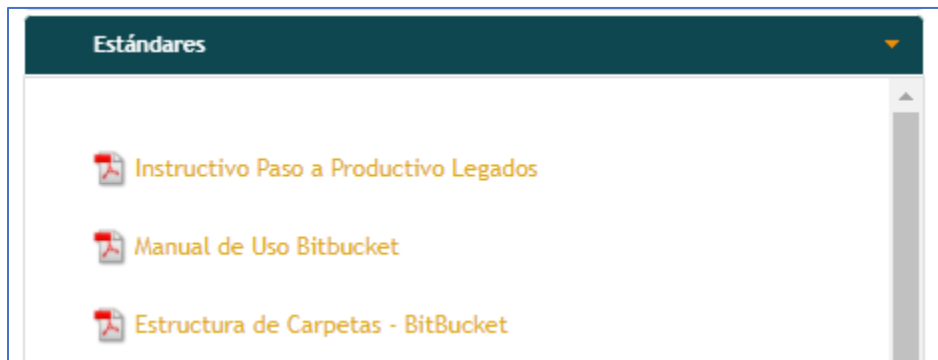 Estándares
Instructivo Paso a Productivo Legados
Manual de Uso Bitbucket
Estructura de Carpetas - BitBucket